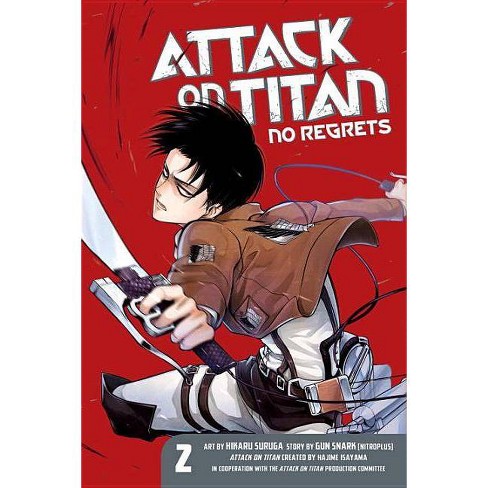 ATTACK
ON TITAN
NO REGRETS
2
ART BY HIKARU SURUGA STORY BY GUN SNARK (NITROPLUS)
ATTACK ON TITAN CREATED BY HAJIME ISAYAMA
IN COOPERATION WITH THE ATTACK ON TITAN PRODUCTION COMMITTEE